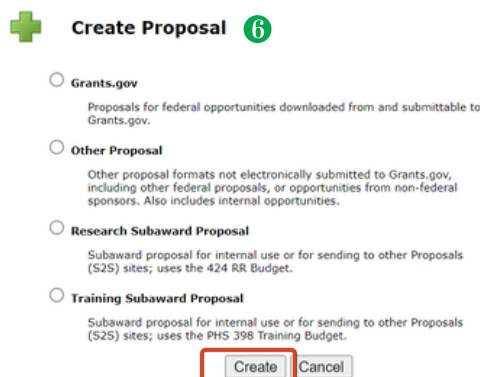 Create Proposal 6
Grants.gov
Proposals for federal opportunities downloaded from and submittable to
Grants.gov.
Other Proposal
Other proposal formats not electronically submitted to Grants.gov,
including other federal proposals, or opportunities from non-federal
sponsors. Also includes internal opportunities.
Research Subaward Proposal
Subaward proposal for internal use or for sending to other Proposals
(S2S) sites; uses the 424 RR Budget.
Training Subaward Proposal
Subaward proposal for internal use or for sending to other Proposals
(S2S) sites; uses the PHS 398 Training Budget.
Create Cancel